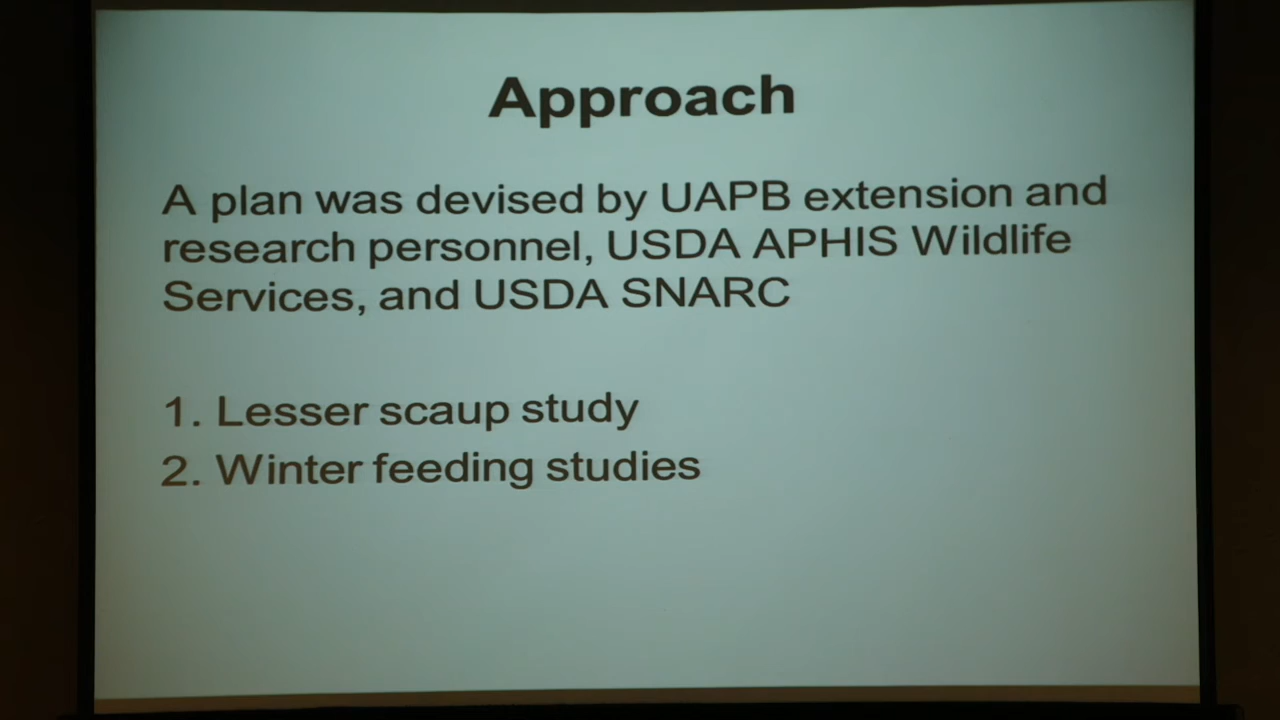 Approach
A plan was devised by UAPB extension and
research personnel, USDA APHIS Wildlife
Services, and USDA SNARC
1. Lesser scaup study
2. Winter feeding studies